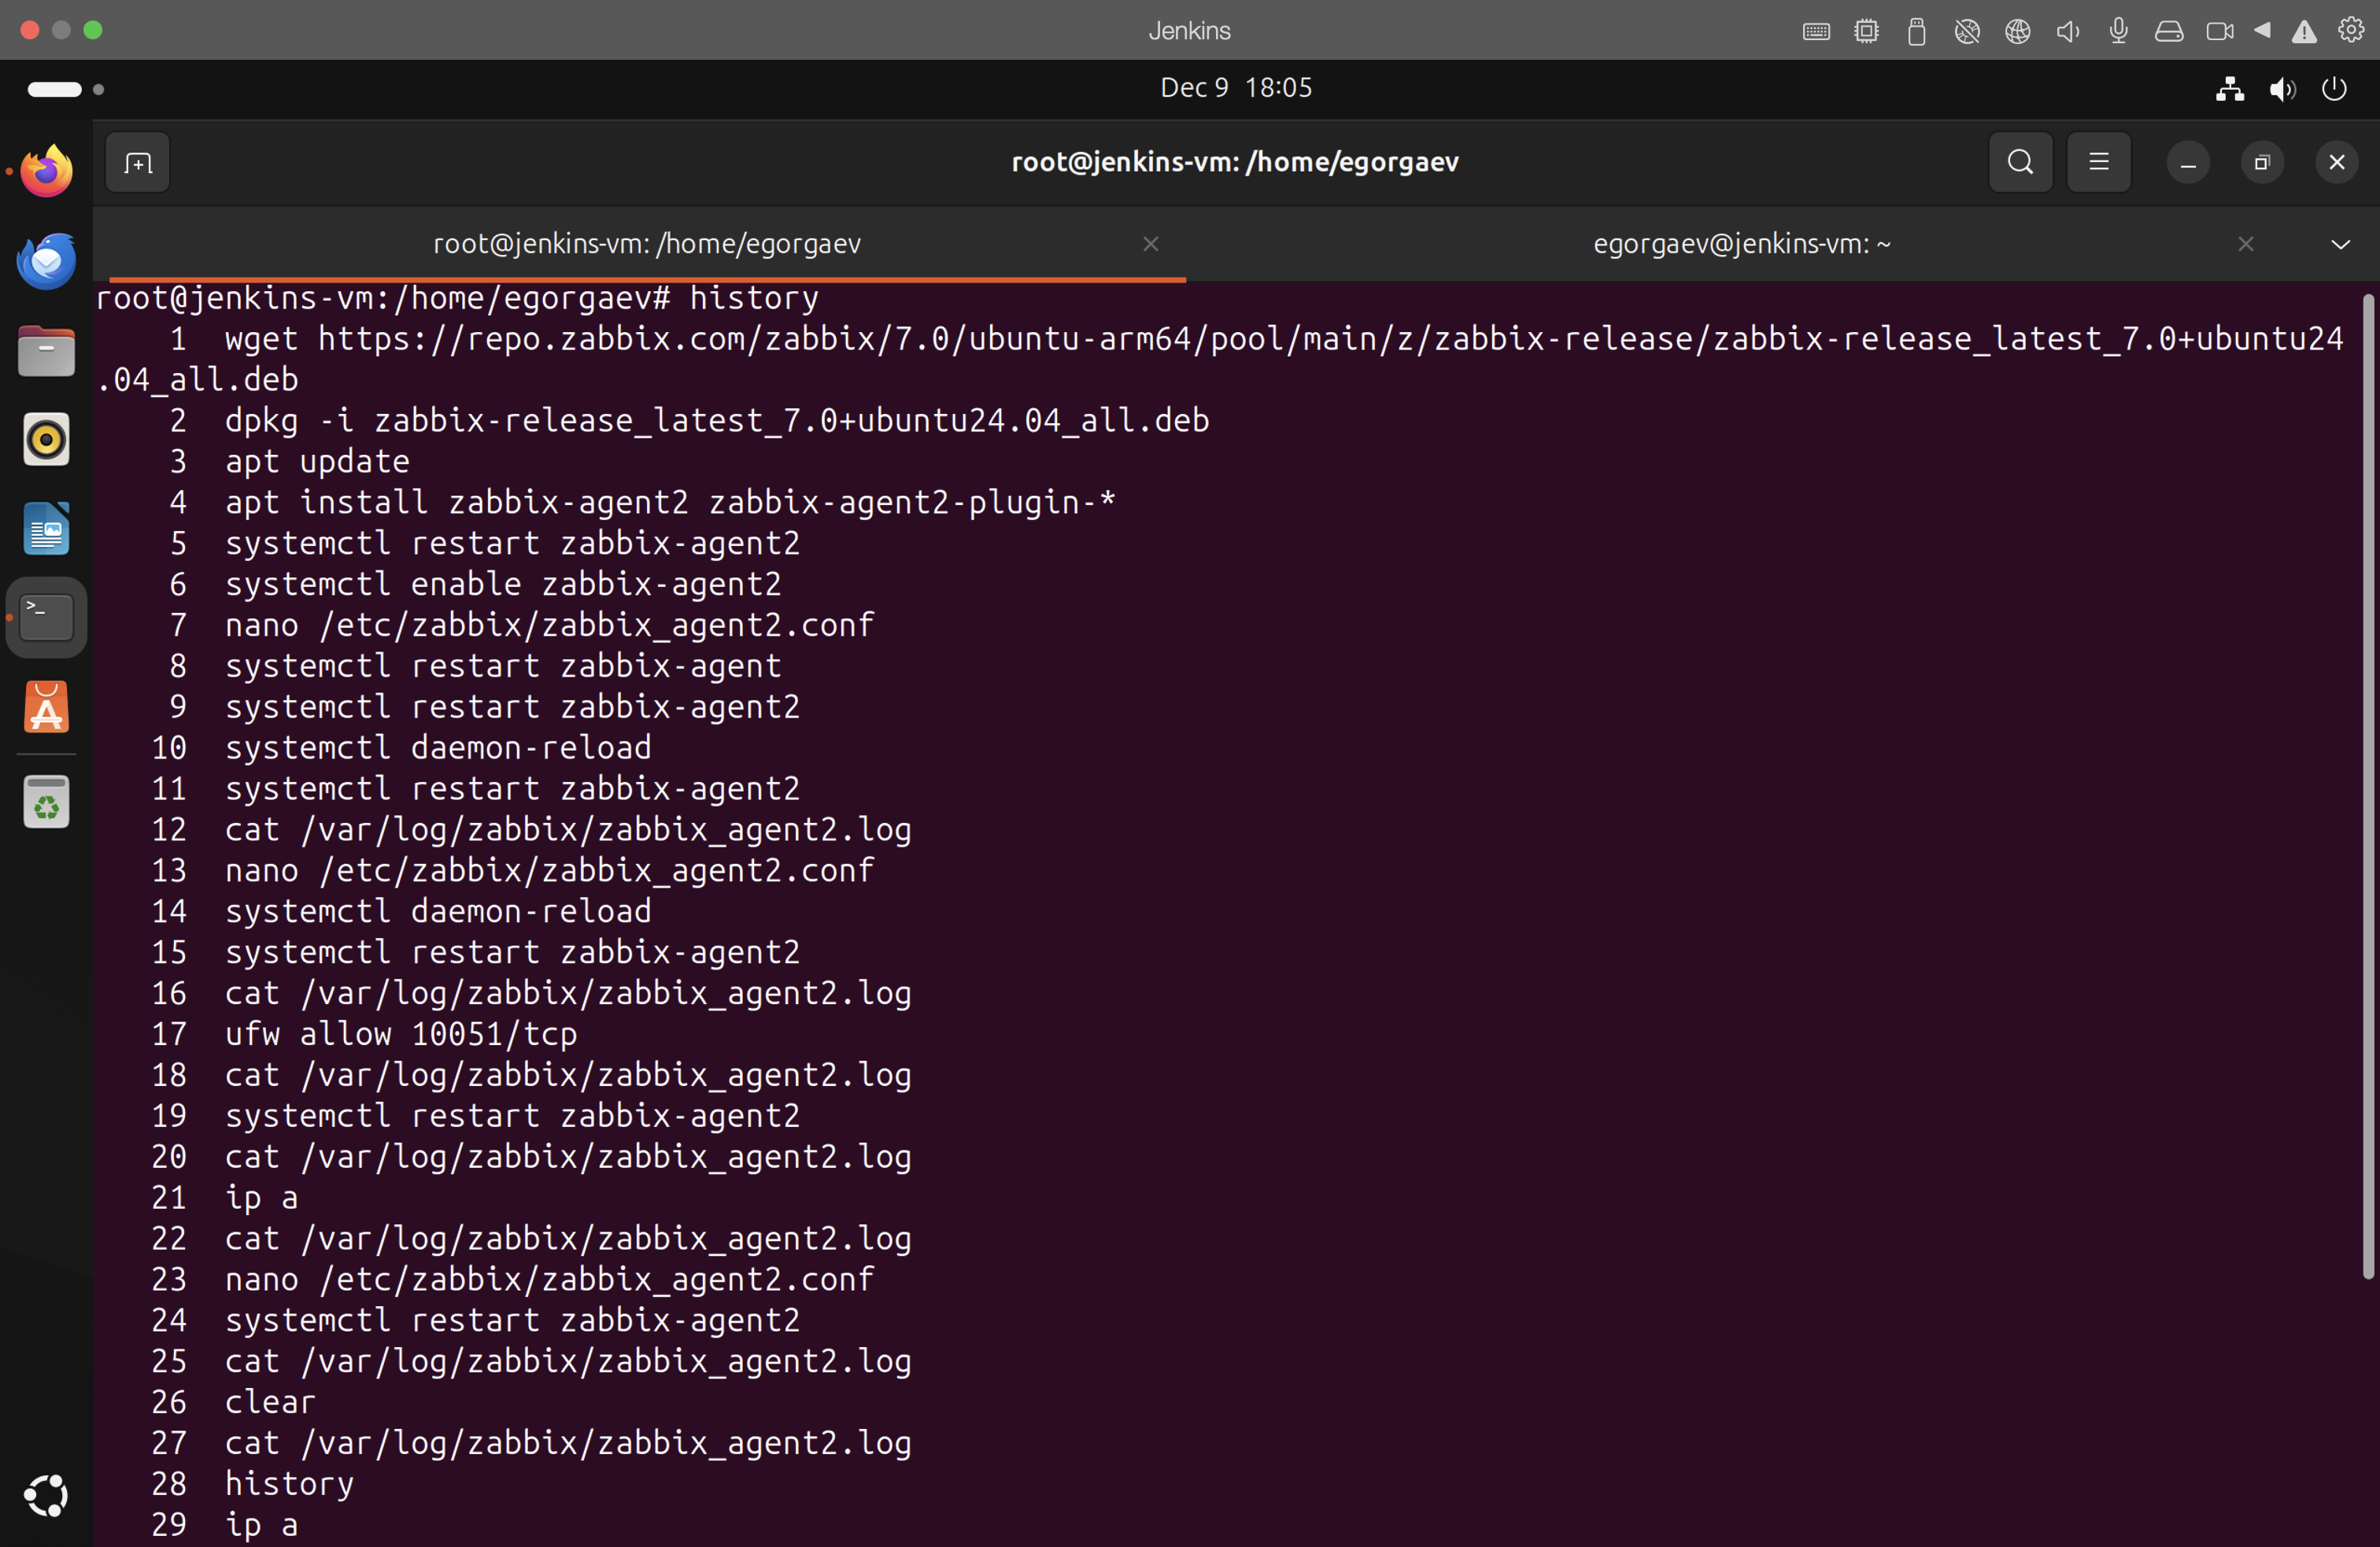 Jenkins
Dec 9 18:05
root@jenkins-vm: /home/egorgaev
root@jenkins-vm: /home/egorgaev
egorgaev@jenkins-vm: ~
root@jenkins-vm:/home/egorgaev# history
1 wget https://repo.zabbix.com/zabbix/7.0/ubuntu-arm64/pool/main/z/zabbix-release/zabbix-release_latest_7.0+ubuntu24
.04_all.deb
2 dpkg -i zabbix-release_latest_7.0+ubuntu24.04_all.deb
3 apt update
4 apt install zabbix-agent2 zabbix-agent2-plugin-*
5 systemctl restart zabbix-agent2
6 systemctl enable zabbix-agent2
7 nano /etc/zabbix/zabbix_agent2.conf
8 systemctl restart zabbix-agent
9 systemctl restart zabbix-agent2
10 systemctl daemon-reload
11 systemctl restart zabbix-agent2
12 cat /var/log/zabbix/zabbix_agent2.log
13 nano /etc/zabbix/zabbix_agent2.conf
14 systemctl daemon-reload
15 systemctl restart zabbix-agent2
16 cat /var/log/zabbix/zabbix_agent2.log
17 ufw allow 10051/tcp
18 cat /var/log/zabbix/zabbix_agent2.log
19 systemctl restart zabbix-agent2
20 cat /var/log/zabbix/zabbix_agent2.log
21 ip a
22 cat /var/log/zabbix/zabbix_agent2.log
23 nano /etc/zabbix/zabbix_agent2.conf
24 systemctl restart zabbix-agent2
25 cat /var/log/zabbix/zabbix_agent2.log
26 clear
27 cat /var/log/zabbix/zabbix_agent2.log
28 history
29 ip a